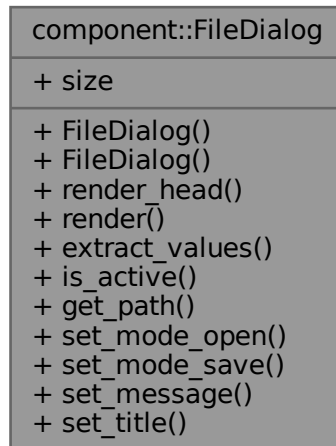 component::FileDialog
+ size
+ FileDialog()
+ FileDialog()
+ render_head()
+ render()
+ extract_values()
+ is_active()
+ get_path()
+ set_mode_open()
+ set_mode_save()
+ set_message()
+ set_title()